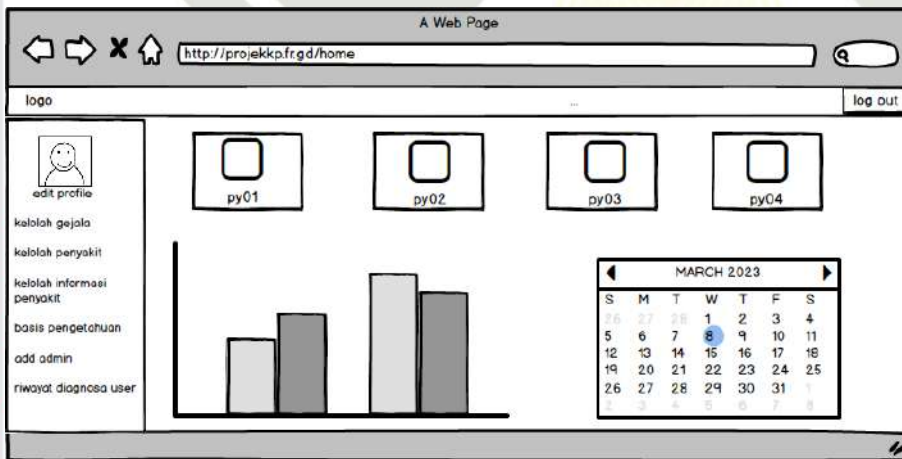 A Web Page
http://projekkp.fr.gd/home
logo
...
log out
edit profile
kelolah gejala
kelolah penyakit
kelolah informasi
penyakit
basis pengetahuan
add admin
riwayat diagnosa user
py01
py02
py03
py04
MARCH 2023
S M T W T F S
26 27 28 1 2 3 4
5 6 7 8 9 10 11
12 13 14 15 16 17 18
19 20 21 22 23 24 25
26 27 28 29 30 31 1
2 3 4 5 6 7 8